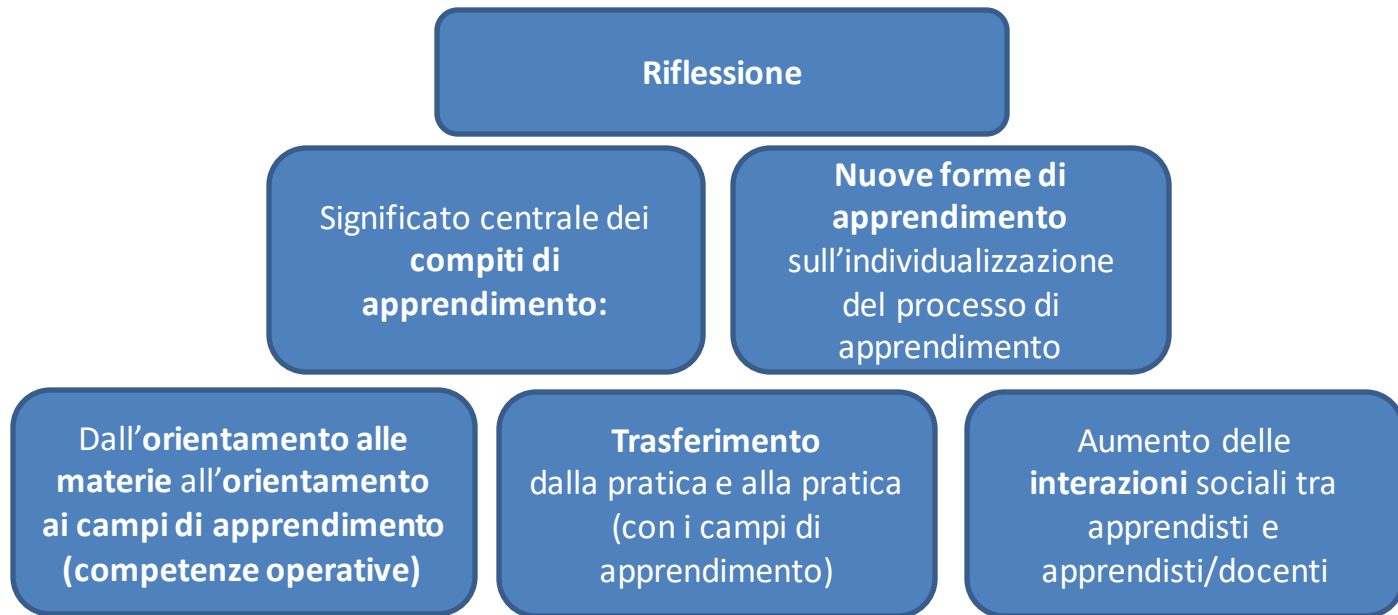 Riflessione
Significato centrale dei
compiti di
apprendimento:
Nuove forme di
apprendimento
sull’individualizzazione
del processo di
apprendimento
Dall’orientamento alle
materie all’orientamento
ai campi di apprendimento
(competenze operative)
Trasferimento
dalla pratica e alla pratica
(con i campi di
apprendimento)
Aumento delle
interazioni sociali tra
apprendisti e
apprendisti/docenti